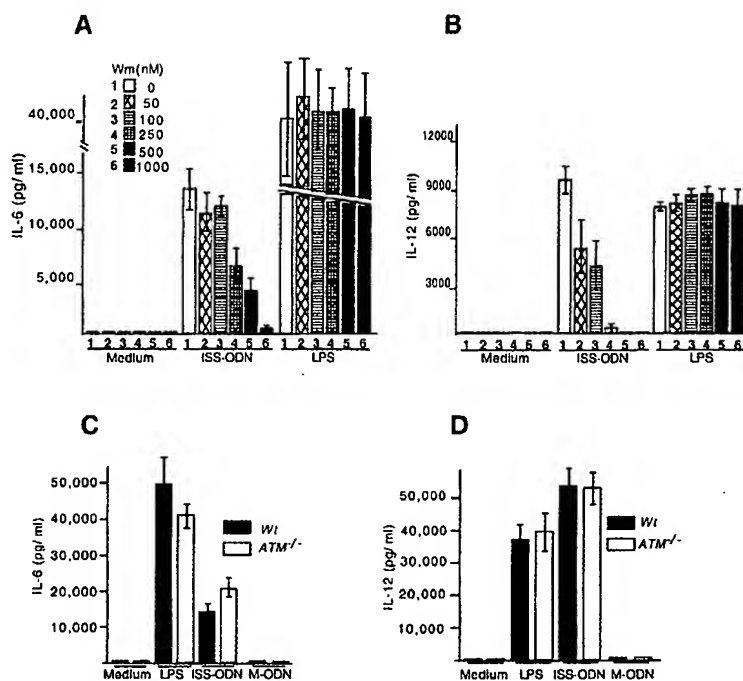 A
Wm(nM)
1 0
2 50
3 100
4 250
5 500
6 1000
40,000
15,000
10,000
5,000
IL-6 (pg/ml)
1 2 3 4 5 6 1 2 3 4 5 6 1 2 3 4 5 6
Medium ISS-ODN LPS
B
12000
9000
6000
3000
IL-12 (pg/ml)
1 2 3 4 5 6 1 2 3 4 5 6 1 2 3 4 5 6
Medium ISS-ODN LPS
C
50,000
40,000
30,000
20,000
10,000
IL-6 (pg/ml)
Wt
ATM-/-
Medium LPS ISS-ODN M-ODN
D
50,000
40,000
30,000
20,000
10,000
IL-12 (pg/ml)
Wt
ATM-/-
Medium LPS ISS-ODN M-ODN